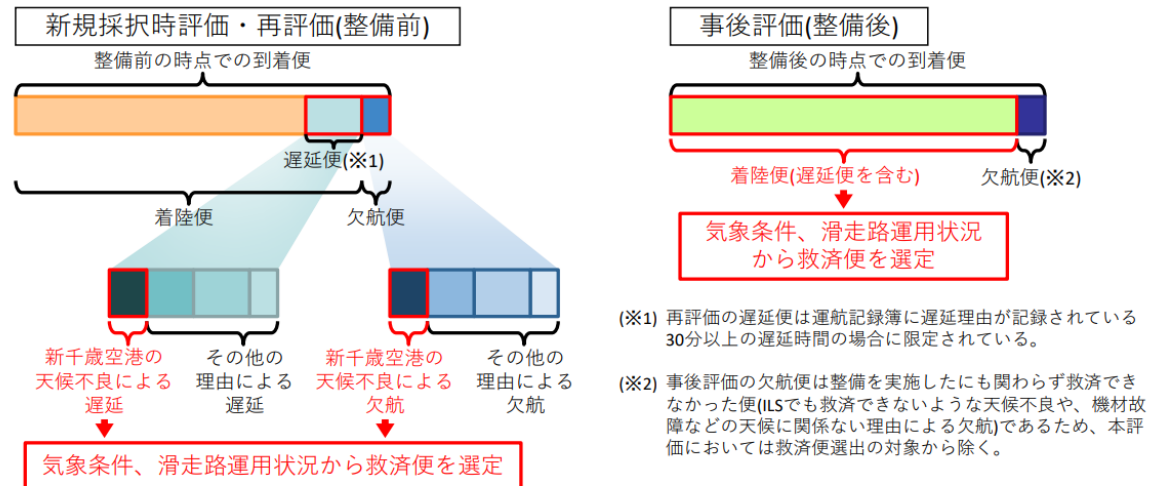 新規採択時評価・再評価(整備前)
整備前の時点での到着便
遅延便(※1)
着陸便
欠航便
新千歳空港の
天候不良による
遅延
その他の
理由による
遅延
新千歳空港の
天候不良による
欠航
その他の
理由による
欠航
気象条件、滑走路運用状況から救済便を選定
事後評価(整備後)
整備後の時点での到着便
着陸便(遅延便を含む)
欠航便(※2)
気象条件、滑走路運用状況
から救済便を選定
(※1) 再評価の遅延便は運航記録簿に遅延理由が記録されている
30分以上の遅延時間の場合に限定されている。
(※2) 事後評価の欠航便は整備を実施したにも関わらず救済でき
なかった便(ILSでも救済できないような天候不良や、機材故
障などの天候に関係ない理由による欠航)であるため、本評
価においては救済便選出の対象から除く。